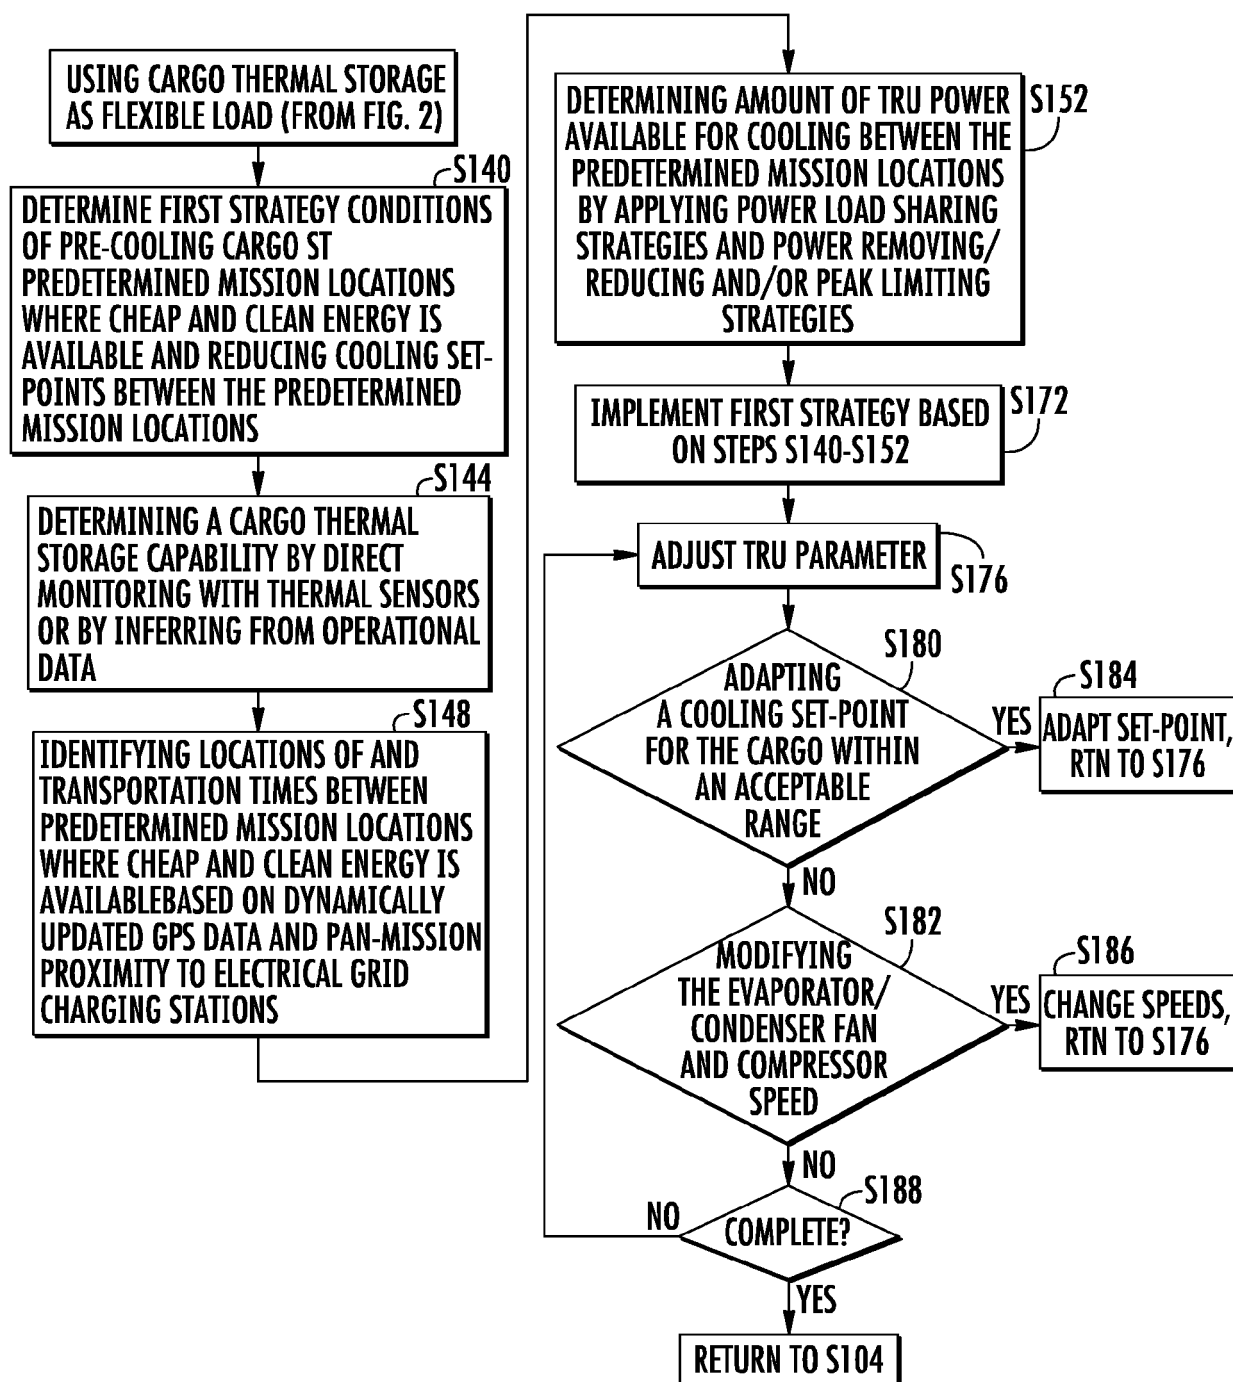 USING CARGO THERMAL STORAGE
AS FLEXIBLE LOAD (FROM FIG. 2)
S140
DETERMINE FIRST STRATEGY CONDITIONS
OF PRE-COOLING CARGO ST
PREDETERMINED MISSION LOCATIONS
WHERE CHEAP AND CLEAN ENERGY IS
AVAILABLE AND REDUCING COOLING SET-
POINTS BETWEEN THE PREDETERMINED
MISSION LOCATIONS
S144
DETERMINING A CARGO THERMAL
STORAGE CAPABILITY BY DIRECT
MONITORING WITH THERMAL SENSORS
OR BY INFERRING FROM OPERATIONAL
DATA
S148
IDENTIFYING LOCATIONS OF AND
TRANSPORTATION TIMES BETWEEN
PREDETERMINED MISSION LOCATIONS
WHERE CHEAP AND CLEAN ENERGY IS
AVAILABLEBASED ON DYNAMICALLY
UPDATED GPS DATA AND PAN-MISSION
PROXIMITY TO ELECTRICAL GRID
CHARGING STATIONS
S152
DETERMINING AMOUNT OF TRU POWER
AVAILABLE FOR COOLING BETWEEN THE
PREDETERMINED MISSION LOCATIONS
BY APPLYING POWER LOAD SHARING
STRATEGIES AND POWER REMOVING/
REDUCING AND/OR PEAK LIMITING
STRATEGIES
S172
IMPLEMENT FIRST STRATEGY BASED
ON STEPS S140-S152
ADJUST TRU PARAMETER
S176
S180
ADAPTING
A COOLING SET-POINT
FOR THE CARGO WITHIN
AN ACCEPTABLE
RANGE
YES
S184
ADAPT SET-POINT,
RTN TO S176
NO
S182
MODIFYING
THE EVAPORATOR/
CONDENSER FAN
AND COMPRESSOR
SPEED
YES
S186
CHANGE SPEEDS,
RTN TO S176
NO
S188
COMPLETE?
NO
YES
RETURN TO S104